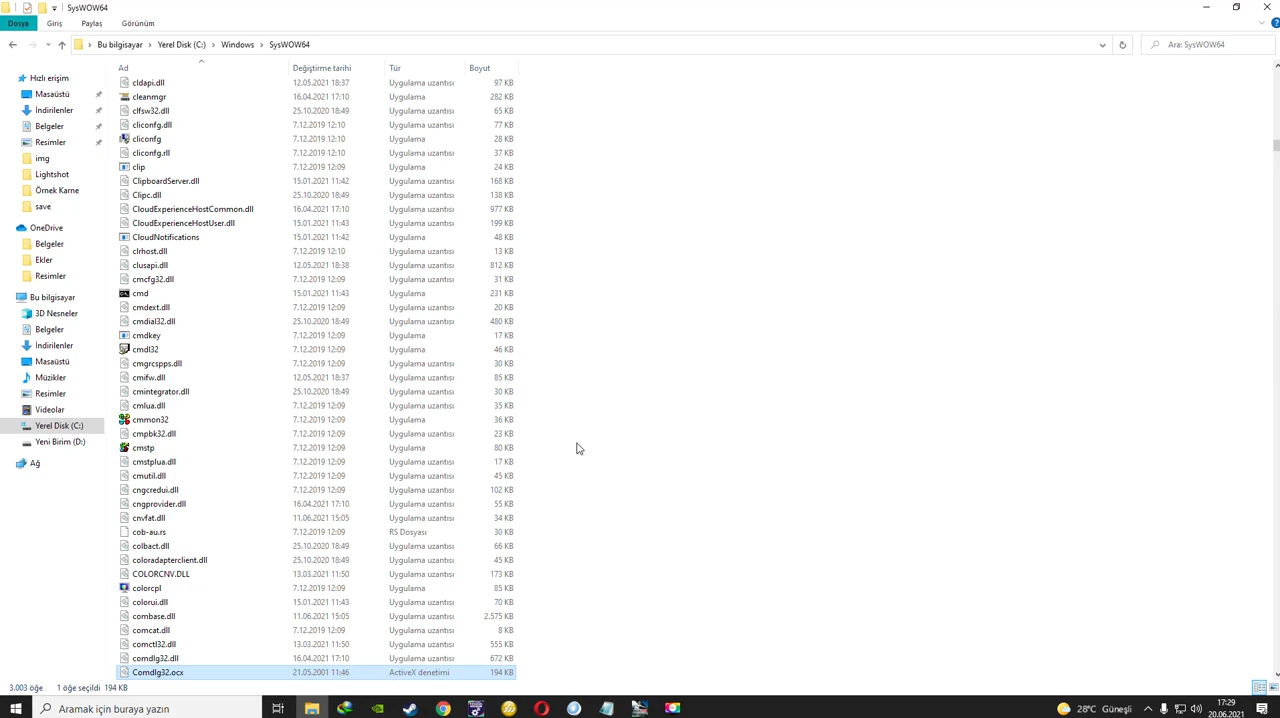 SysWOW64
Dosya Giriş Paylaş Görünüm
Bu bilgisayar > Yerel Disk (C:) > Windows > SysWOW64
Ara: SysWOW64
Ad Değiştirme tarihi Tür Boyut
Hızlı erişim
Masaüstü
İndirilenler
Belgeler
Resimler
img
Lightshot
Örnek Karne
save
OneDrive
Belgeler
Ekler
Resimler
Bu bilgisayar
3D Nesneler
Belgeler
İndirilenler
Masaüstü
Müzikler
Resimler
Videolar
Yerel Disk (C:)
Yeni Birim (D:)
Ağ
cldapi.dll 12.05.2021 18:37 Uygulama uzantısı 97 KB
cleanmgr 16.04.2021 17:10 Uygulama 282 KB
clfsw32.dll 25.10.2020 18:49 Uygulama uzantısı 65 KB
cliconfg.dll 7.12.2019 12:10 Uygulama uzantısı 77 KB
cliconfg 7.12.2019 12:10 Uygulama 28 KB
cliconfg.rll 7.12.2019 12:10 Uygulama uzantısı 37 KB
clip 7.12.2019 12:09 Uygulama 24 KB
ClipboardServer.dll 15.01.2021 11:42 Uygulama uzantısı 168 KB
Clipc.dll 25.10.2020 18:49 Uygulama uzantısı 138 KB
CloudExperienceHostCommon.dll 16.04.2021 17:10 Uygulama uzantısı 977 KB
CloudExperienceHostUser.dll 15.01.2021 11:43 Uygulama uzantısı 199 KB
CloudNotifications 15.01.2021 11:42 Uygulama 48 KB
clrhost.dll 7.12.2019 12:10 Uygulama uzantısı 13 KB
clusapi.dll 12.05.2021 18:38 Uygulama uzantısı 812 KB
cmcfg32.dll 7.12.2019 12:09 Uygulama uzantısı 31 KB
cmd 15.01.2021 11:43 Uygulama 231 KB
cmdext.dll 7.12.2019 12:09 Uygulama uzantısı 20 KB
cmdial32.dll 25.10.2020 18:49 Uygulama uzantısı 480 KB
cmdkey 7.12.2019 12:09 Uygulama 17 KB
cmdl32 7.12.2019 12:09 Uygulama 46 KB
cmgrcspps.dll 7.12.2019 12:09 Uygulama uzantısı 30 KB
cmifw.dll 12.05.2021 18:37 Uygulama uzantısı 85 KB
cmintegrator.dll 25.10.2020 18:49 Uygulama uzantısı 30 KB
cmlua.dll 7.12.2019 12:09 Uygulama uzantısı 35 KB
cmmon32 7.12.2019 12:09 Uygulama 36 KB
cmpbk32.dll 7.12.2019 12:09 Uygulama uzantısı 23 KB
cmstp 7.12.2019 12:09 Uygulama 80 KB
cmstplua.dll 7.12.2019 12:09 Uygulama uzantısı 17 KB
cmutil.dll 7.12.2019 12:09 Uygulama uzantısı 45 KB
cngcredui.dll 7.12.2019 12:09 Uygulama uzantısı 102 KB
cngprovider.dll 16.04.2021 17:10 Uygulama uzantısı 55 KB
cnvfat.dll 11.06.2021 15:05 Uygulama uzantısı 34 KB
cob-au.rs 7.12.2019 12:09 RS Dosyası 30 KB
colbact.dll 25.10.2020 18:49 Uygulama uzantısı 66 KB
coloradapterclient.dll 25.10.2020 18:49 Uygulama uzantısı 45 KB
COLORCNV.DLL 13.03.2021 11:50 Uygulama uzantısı 173 KB
colorcpl 7.12.2019 12:09 Uygulama 85 KB
colorui.dll 15.01.2021 11:43 Uygulama uzantısı 70 KB
combase.dll 11.06.2021 15:05 Uygulama uzantısı 2.575 KB
comcat.dll 7.12.2019 12:09 Uygulama uzantısı 8 KB
comctl32.dll 13.03.2021 11:50 Uygulama uzantısı 555 KB
comdlg32.dll 16.04.2021 17:10 Uygulama uzantısı 672 KB
Comdlg32.ocx 21.05.2001 11:46 ActiveX denetimi 194 KB
3.003 öğe 1 öğe seçildi 194 KB
Aramak için buraya yazın
28°C Güneşli
17:29
20.06.2021